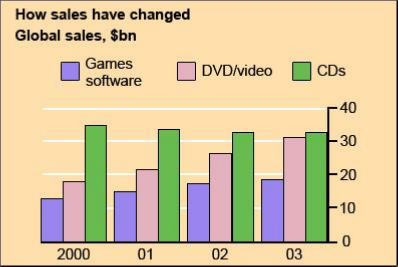 How sales have changed
Global sales, $bn
Games
software
DVD/video
CDs
40
30
20
10
0
2000 01 02 03